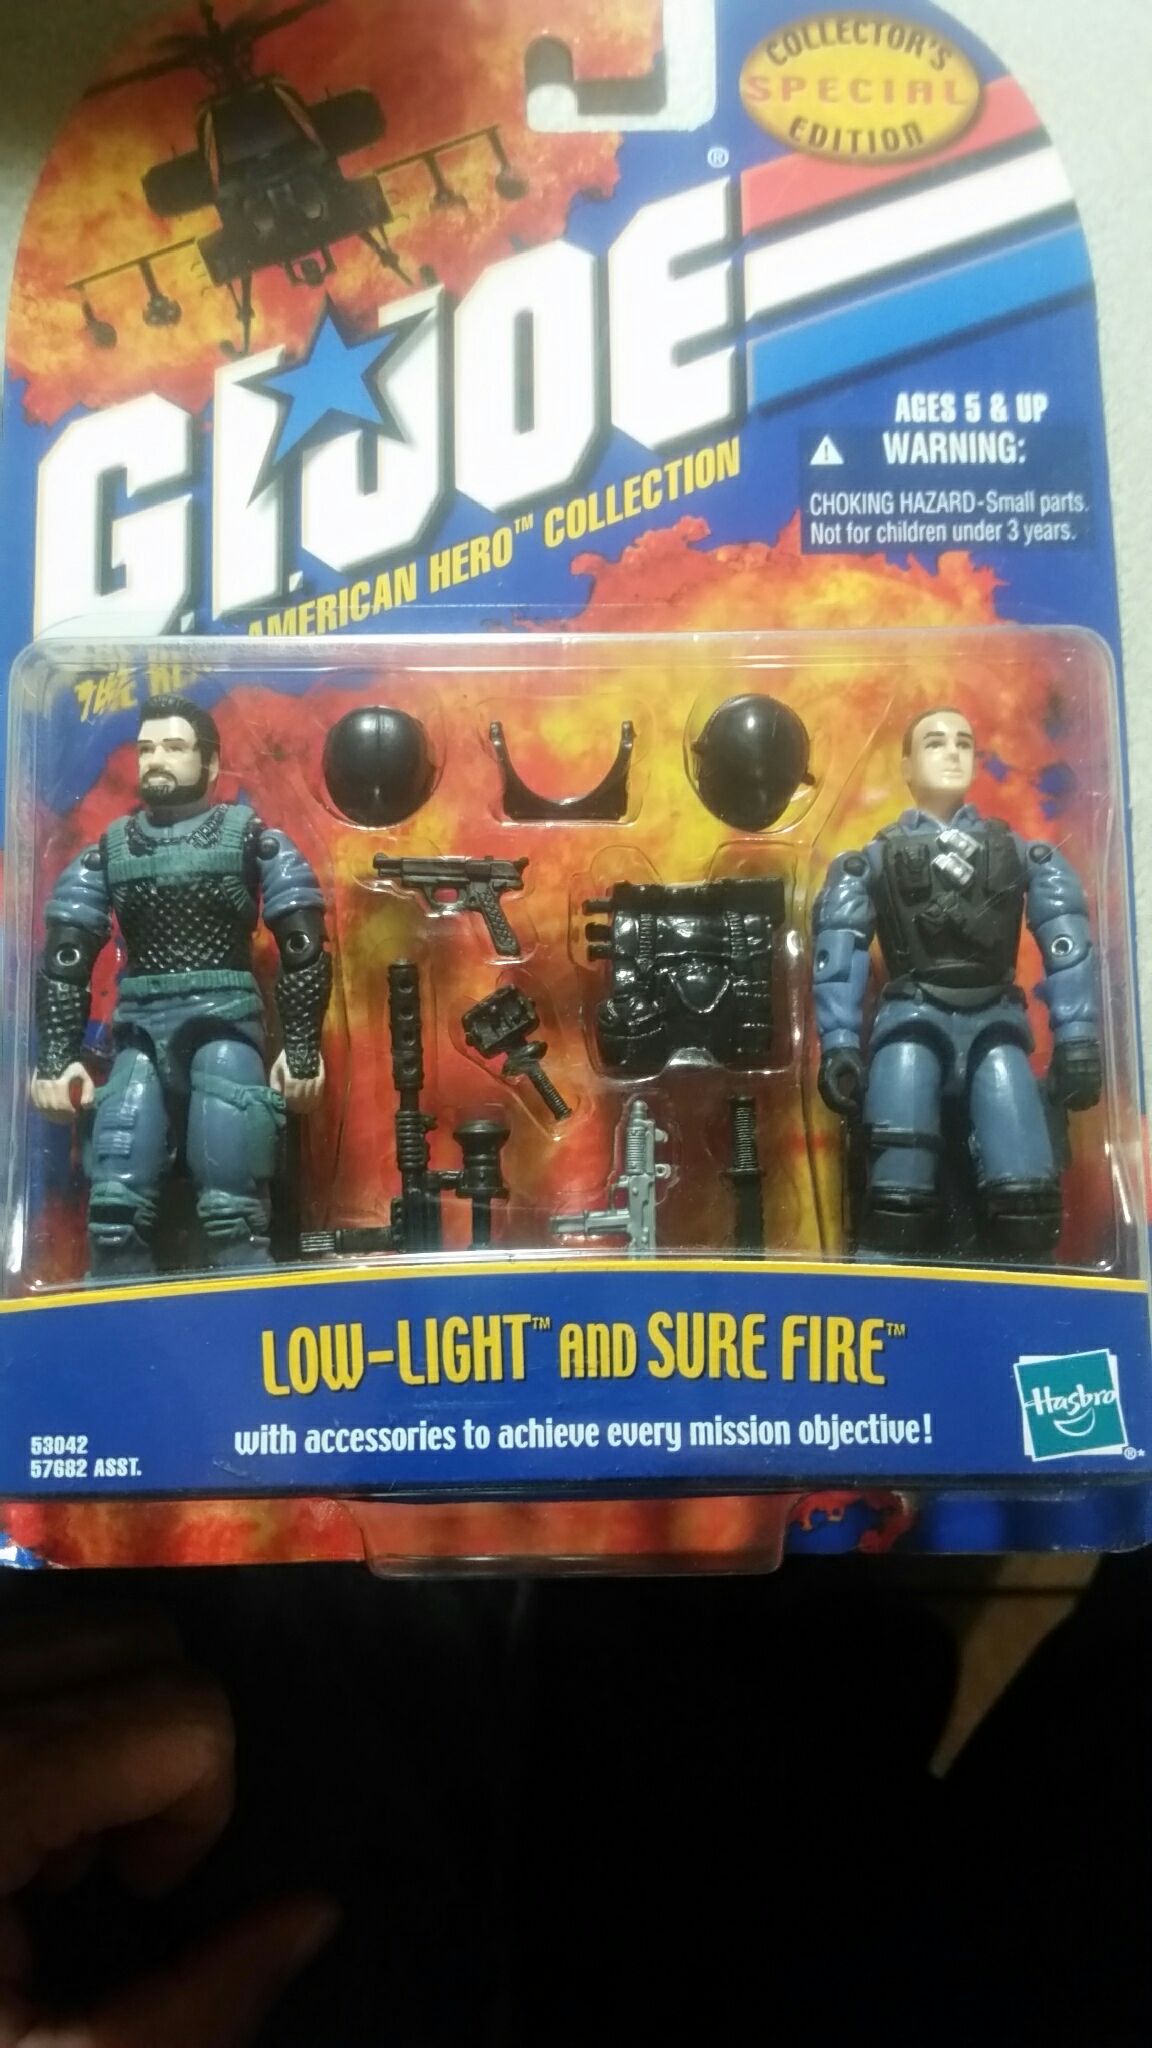 COLLECTOR'S
SPECIAL
EDITION
®
G.I.JOE
AMERICAN HERO™ COLLECTION
THE
AGES 5 & UP
⚠ WARNING:
CHOKING HAZARD-Small parts.
Not for children under 3 years.
LOW-LIGHT™ AND SURE FIRE™
with accessories to achieve every mission objective!
53042
57682 ASST.
Hasbro
®*